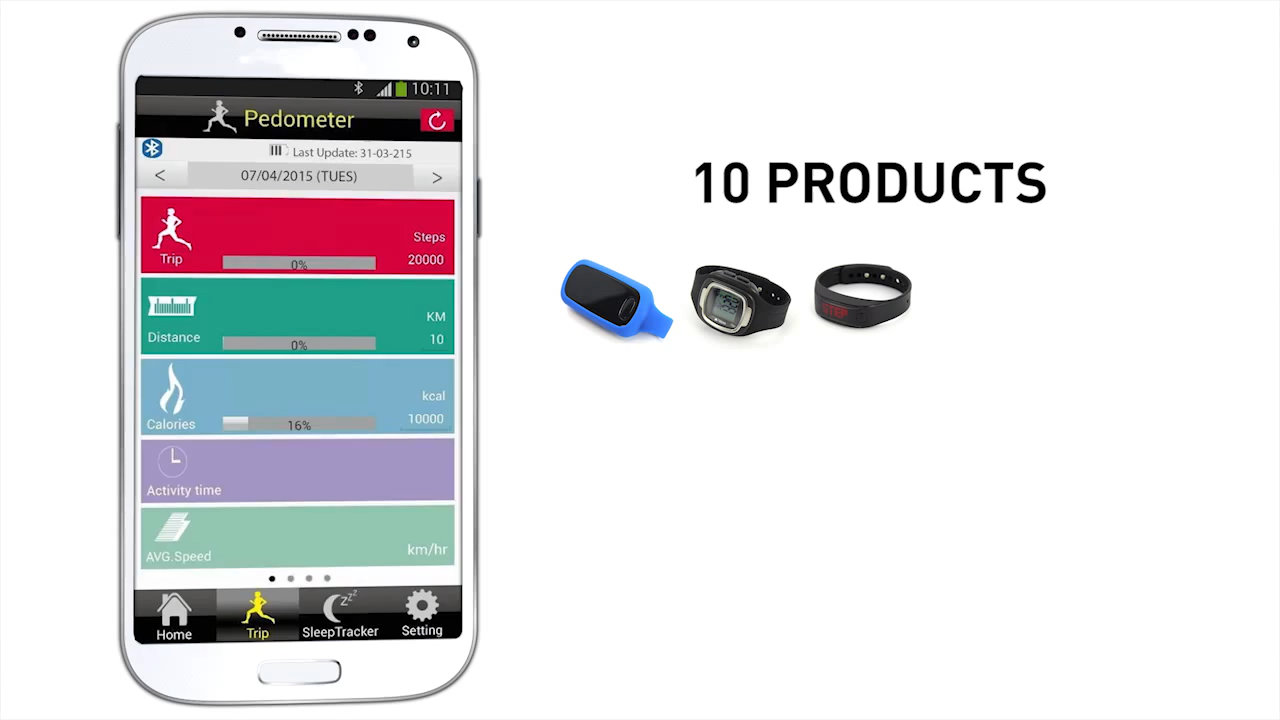 10:11
Pedometer
Last Update: 31-03-215
< 07/04/2015 (TUES) >
Trip
0%
Steps
20000
Distance
0%
KM
10
Calories
16%
kcal
10000
Activity time
AVG.Speed
km/hr
Home
Trip
SleepTracker
Setting
10 PRODUCTS
STEP